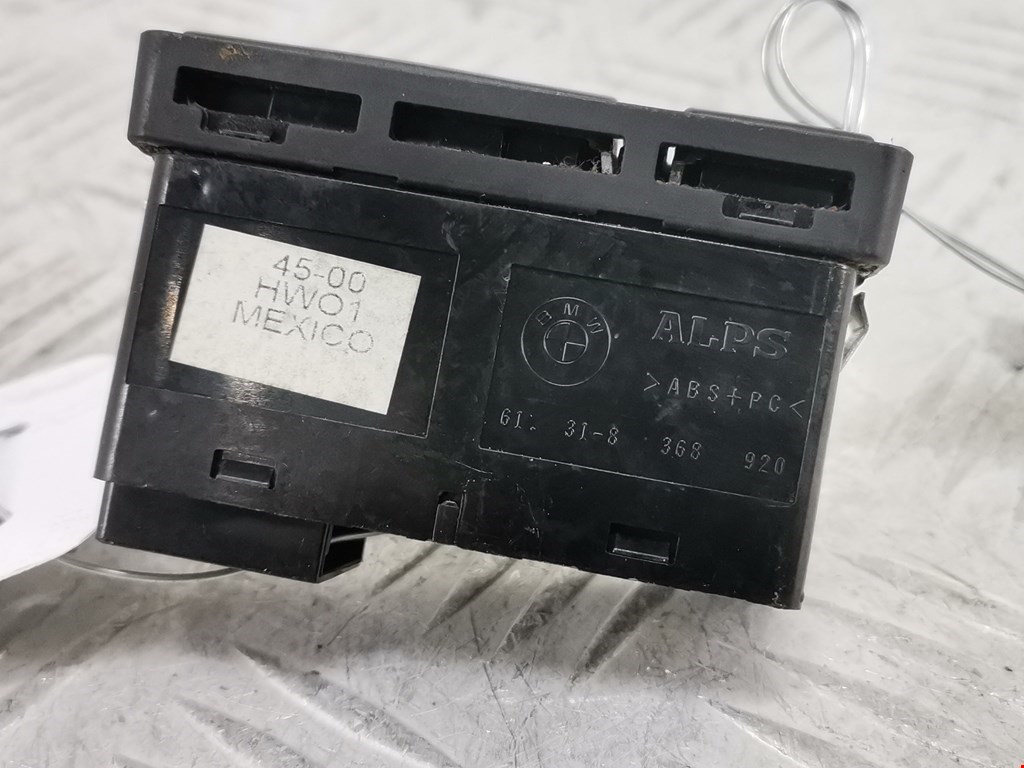 45-00
HW01
MEXICO
BMW
ALPS
>ABS+PC<
61. 31-8 368 920